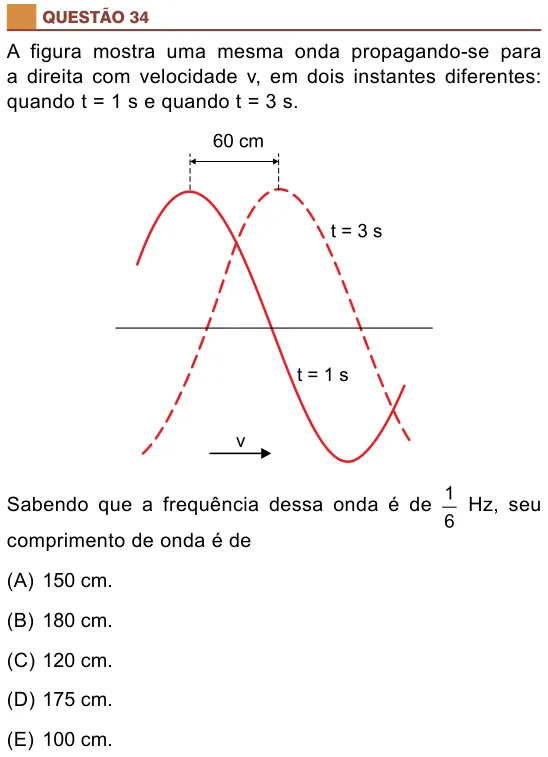 QUESTÃO 34
A figura mostra uma mesma onda propagando-se para
a direita com velocidade v, em dois instantes diferentes:
quando t = 1 s e quando t = 3 s.
60 cm
t = 3 s
t = 1 s
v
Sabendo que a frequência dessa onda é de 1/6 Hz, seu
comprimento de onda é de
(A) 150 cm.
(B) 180 cm.
(C) 120 cm.
(D) 175 cm.
(E) 100 cm.